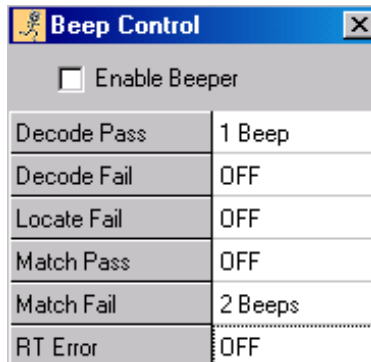 Beep Control
Enable Beeper
Decode Pass 1 Beep
Decode Fail OFF
Locate Fail OFF
Match Pass OFF
Match Fail 2 Beeps
RT Error OFF